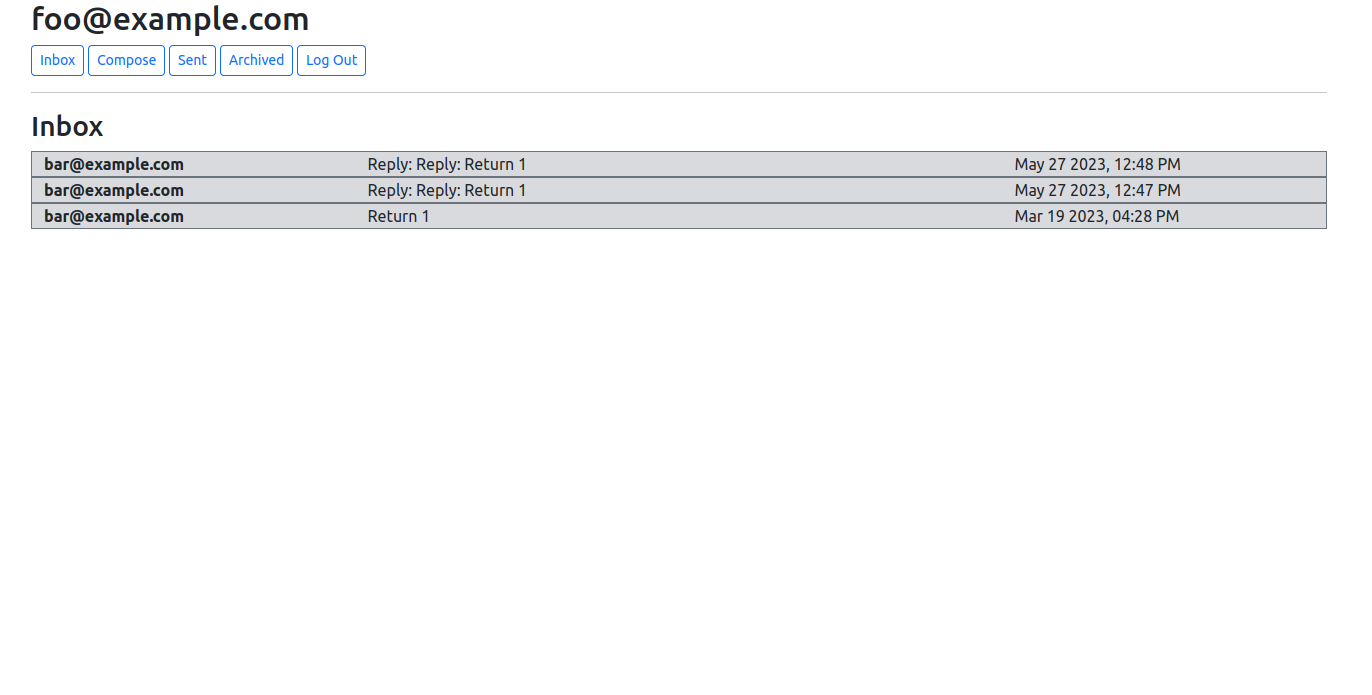 foo@example.com
Inbox Compose Sent Archived Log Out
Inbox
bar@example.com Reply: Reply: Return 1 May 27 2023, 12:48 PM
bar@example.com Reply: Reply: Return 1 May 27 2023, 12:47 PM
bar@example.com Return 1 Mar 19 2023, 04:28 PM